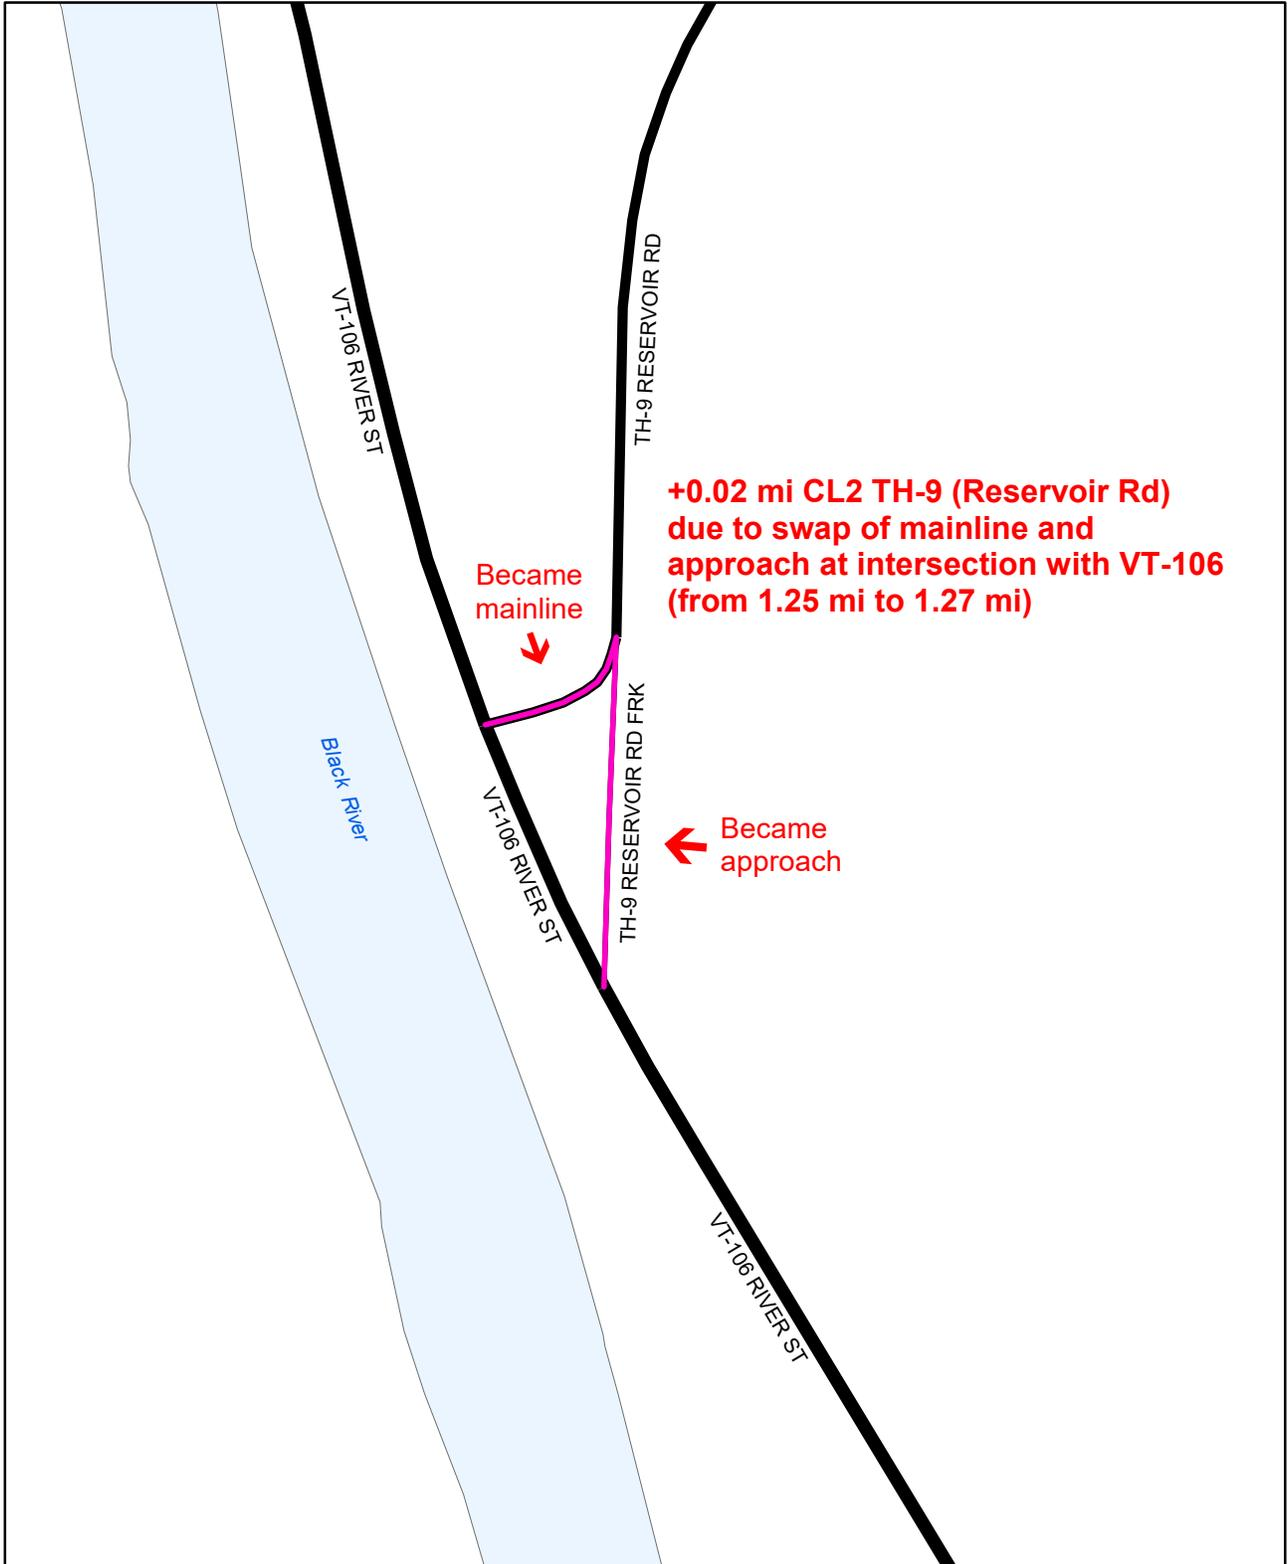 VT-106 RIVER ST
TH-9 RESERVOIR RD
+0.02 mi CL2 TH-9 (Reservoir Rd)
due to swap of mainline and
approach at intersection with VT-106
(from 1.25 mi to 1.27 mi)
Became
mainline
TH-9 RESERVOIR RD FRK
Black River
VT-106 RIVER ST
Became
approach
VT-106 RIVER ST